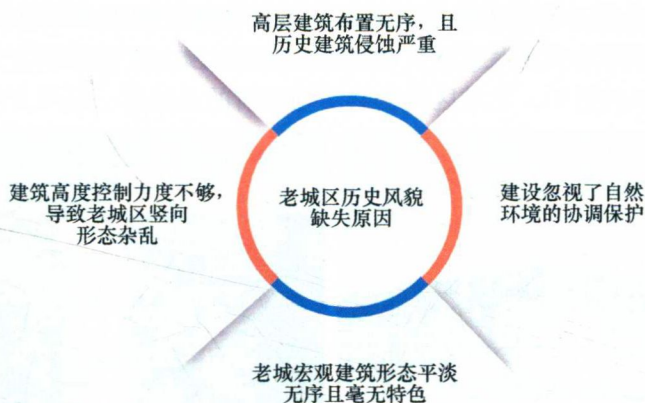 高层建筑布置无序，且
历史建筑侵蚀严重
建筑高度控制力度不够，
导致老城区竖向
形态杂乱
老城区历史风貌
缺失原因
建设忽视了自然
环境的协调保护
老城宏观建筑形态平淡
无序且毫无特色